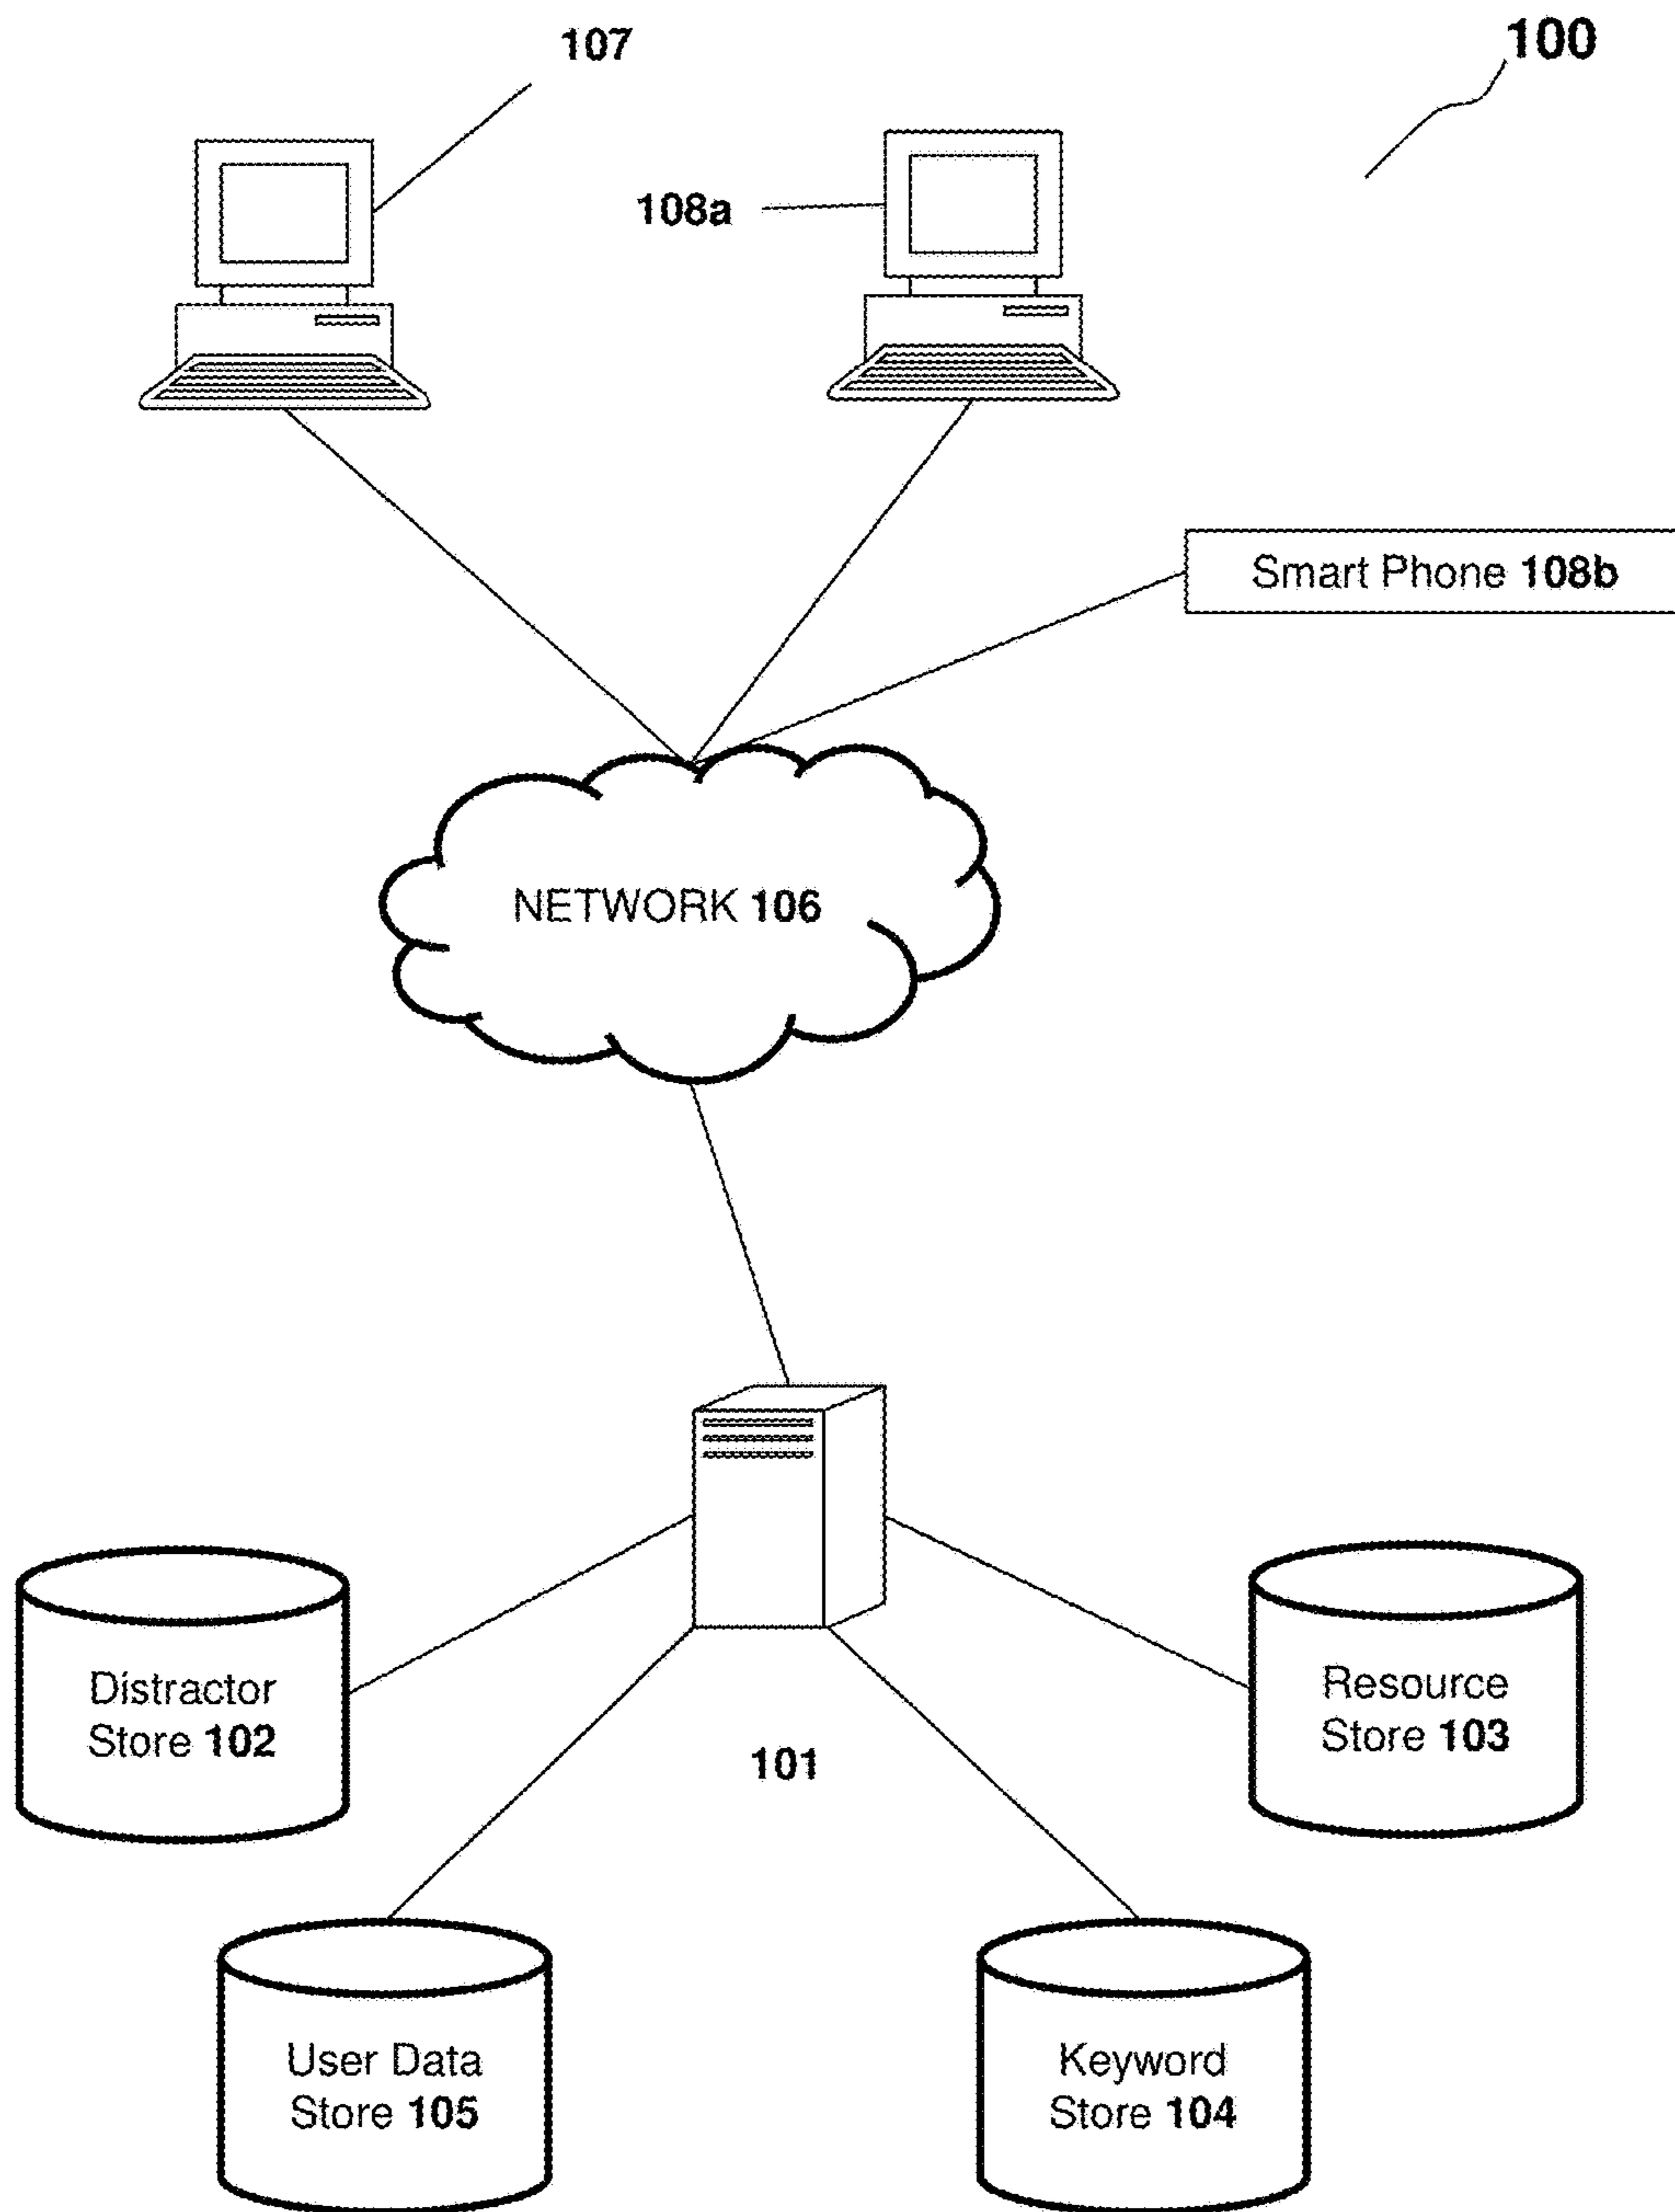 107
100
108a
Smart Phone 108b
NETWORK 106
Distractor
Store 102
101
Resource
Store 103
User Data
Store 105
Keyword
Store 104